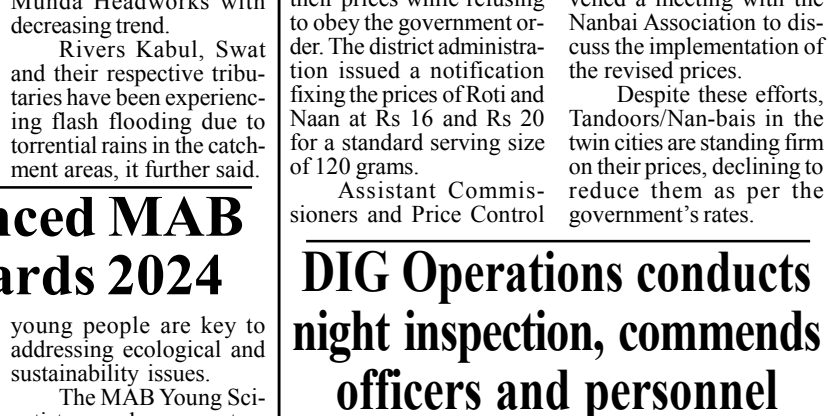 Munda Headworks with
decreasing trend.
Rivers Kabul, Swat
and their respective tribu-
taries have been experienc-
ing flash flooding due to
torrential rains in the catch-
ment areas, it further said.
nced MAB
ards 2024
young people are key to
addressing ecological and
sustainability issues.
The MAB Young Sci-
their prices while refusing
to obey the government or-
der. The district administra-
tion issued a notification
fixing the prices of Roti and
Naan at Rs 16 and Rs 20
for a standard serving size
of 120 grams.
Assistant Commis-
sioners and Price Control
vened a meeting with the
Nanbai Association to dis-
cuss the implementation of
the revised prices.
Despite these efforts,
Tandoors/Nan-bais in the
twin cities are standing firm
on their prices, declining to
reduce them as per the
government's rates.
DIG Operations conducts
night inspection, commends
officers and personnel